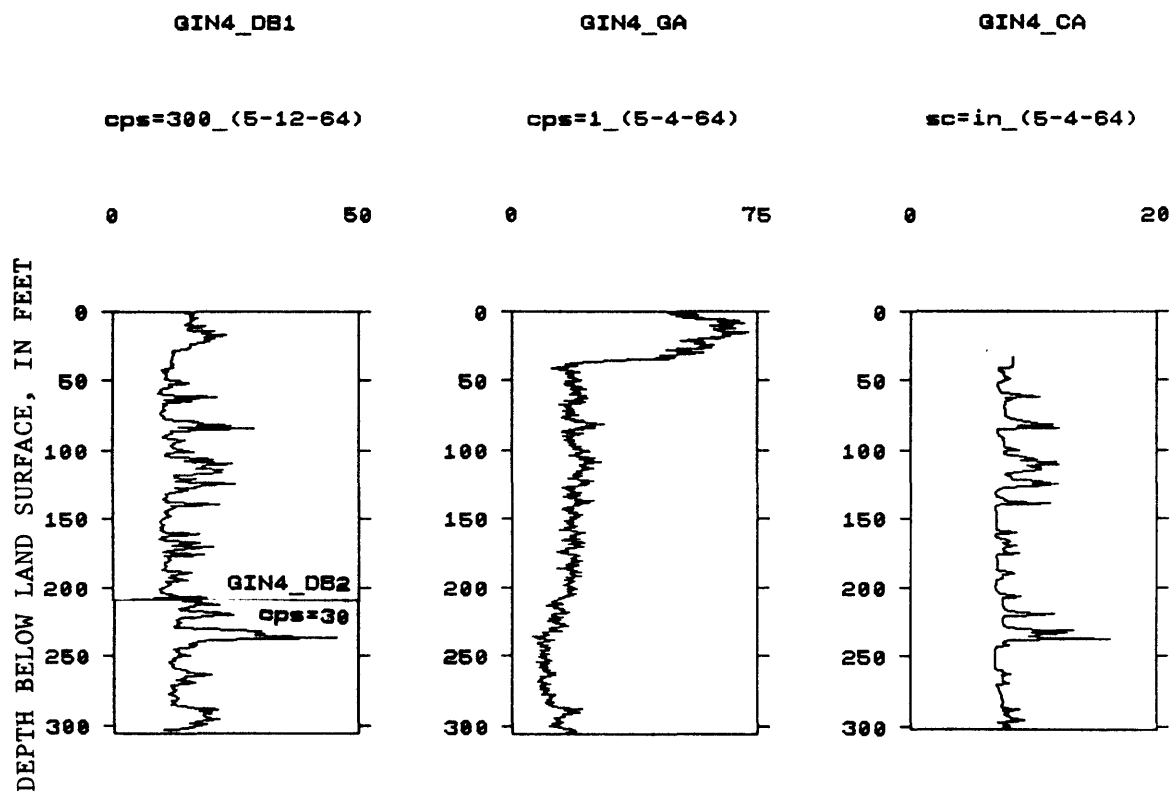 GIN4_DB1 GIN4_GA GIN4_CA
cps=300_(5-12-64) cps=1_(5-4-64) sc=in_(5-4-64)
0 50 0 75 0 20
DEPTH BELOW LAND SURFACE, IN FEET
0 0 0
50 50 50
100 100 100
150 150 150
200 200 200
GIN4_DB2
cps=30
250 250 250
300 300 300